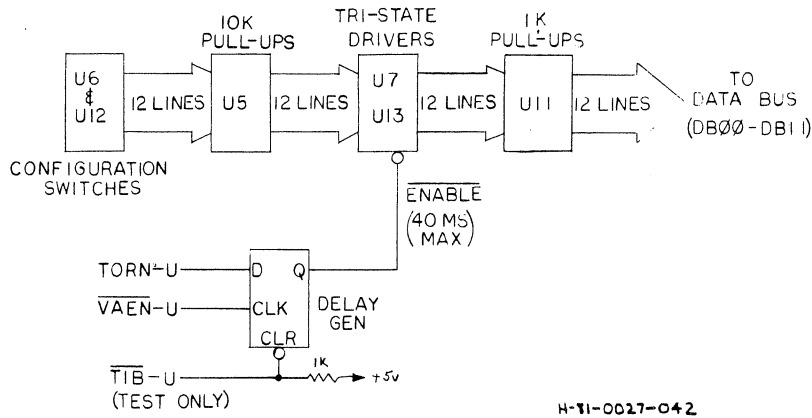 10K
PULL-UPS
TRI-STATE
DRIVERS
1K
PULL-UPS
U6
&
U12
12 LINES
U5
12 LINES
U7
U13
12 LINES
U11
12 LINES
TO
DATA BUS
(DBØØ-DB11)
CONFIGURATION
SWITCHES
ENABLE
(40 MS)
MAX
TORN-U
D
Q
VAEN-U
CLK
DELAY
GEN
CLR
TIB-U
1K
+5v
(TEST ONLY)
H-81-0027-042